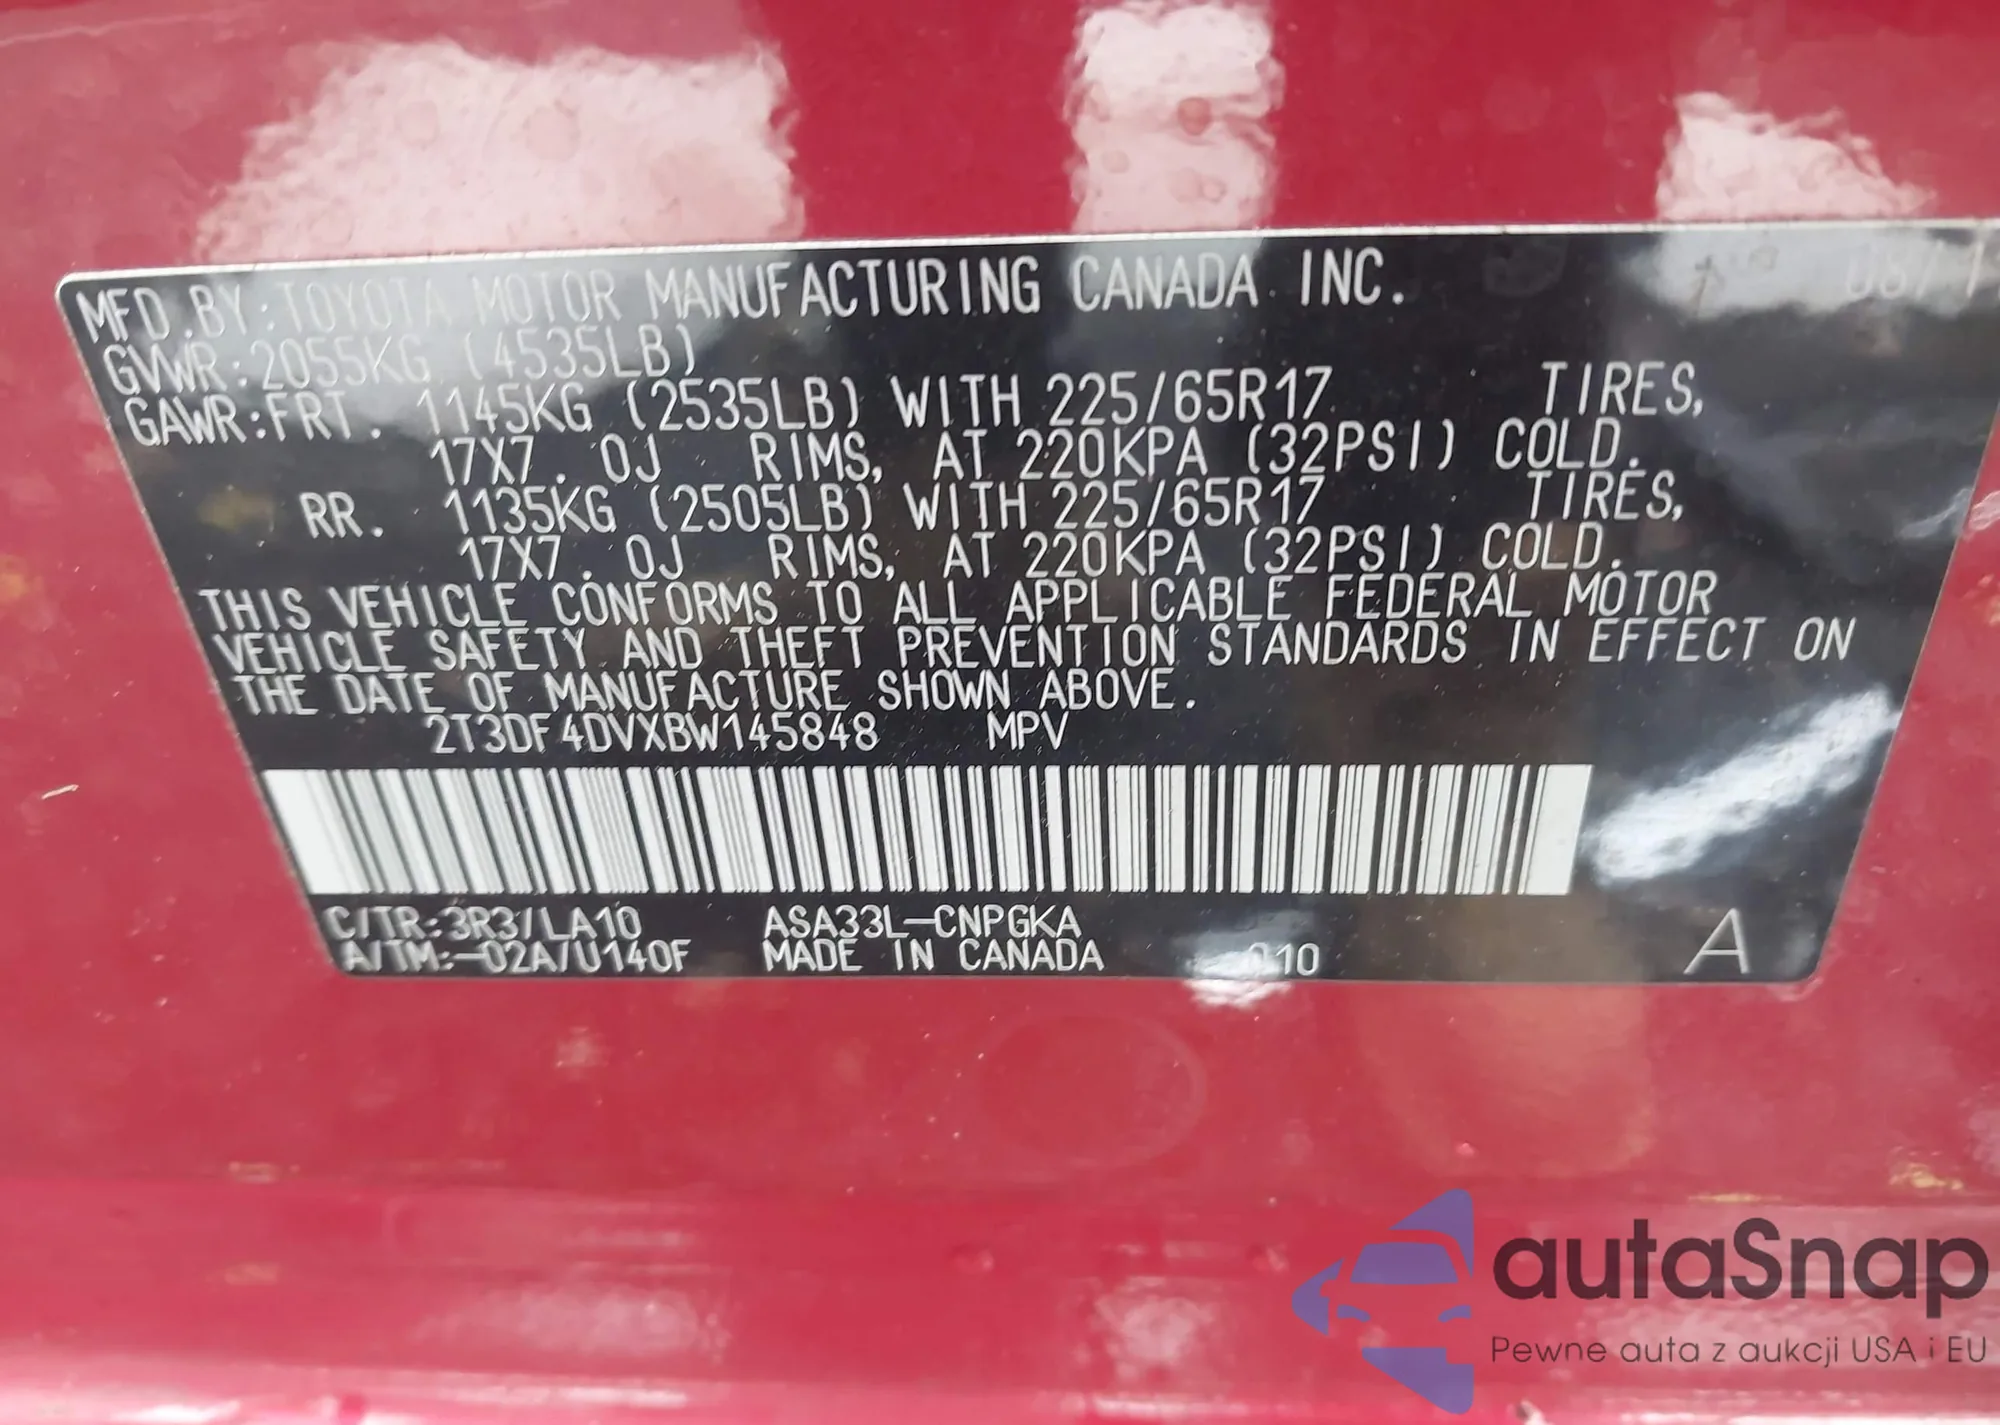 MFD.BY:TOYOTA MOTOR MANUFACTURING CANADA INC.
GVWR:2055KG (4535LB)
GAWR:FRT. 1145KG (2535LB) WITH 225/65R17 TIRES,
17X7.0J RIMS, AT 220KPA (32PSI) COLD.
RR. 1135KG (2505LB) WITH 225/65R17 TIRES,
17X7.0J RIMS, AT 220KPA (32PSI) COLD.
THIS VEHICLE CONFORMS TO ALL APPLICABLE FEDERAL MOTOR
VEHICLE SAFETY AND THEFT PREVENTION STANDARDS IN EFFECT ON
THE DATE OF MANUFACTURE SHOWN ABOVE.
2T3DF4DVXBW145848 MPV
C/TR:3R3/LA10 ASA33L-CNPGKA
A/TM:-02A/U140F MADE IN CANADA 010 A
autaSnap
Pewne auta z aukcji USA i EU